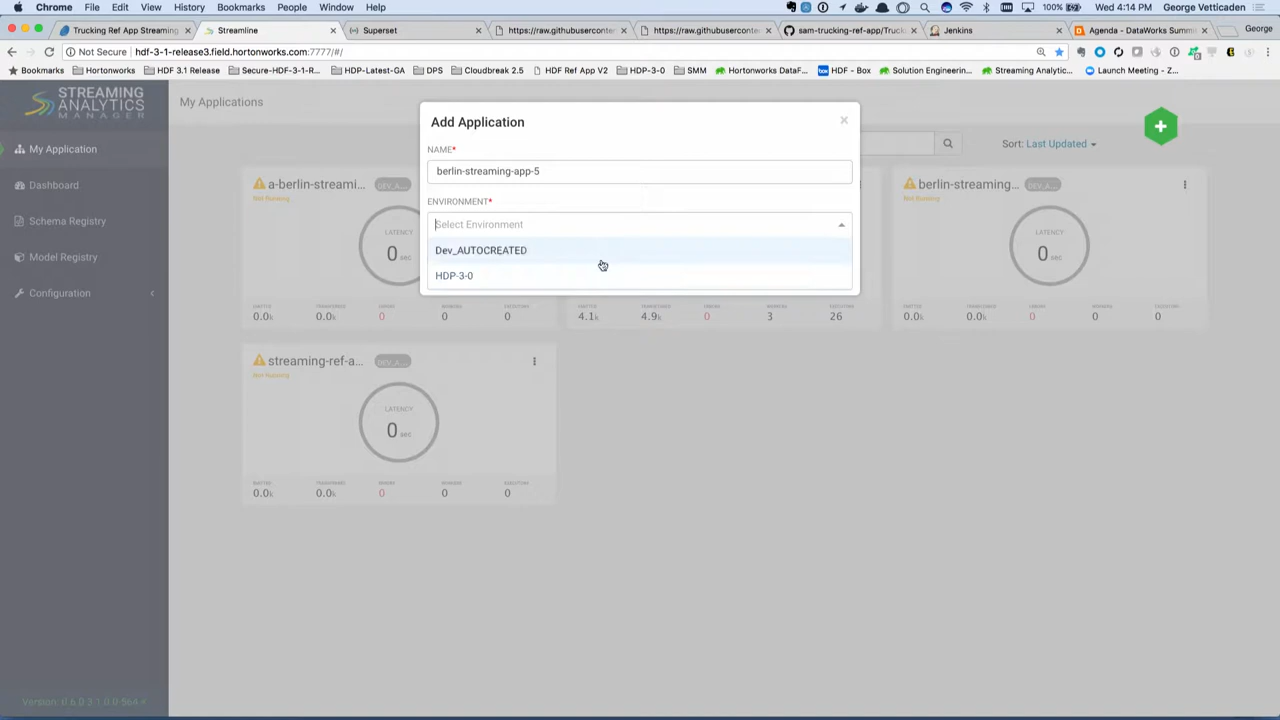 Chrome File Edit View History Bookmarks People Window Help 100% Wed 4:14 PM George Vetticaden
Trucking Ref App Streaming Streamline Superset https://raw.githubusercontent https://raw.githubuserconte sam-trucking-ref-app/Truck Jenkins Agenda - DataWorks Summit George
Not Secure hdf-3-1-release3.field.hortonworks.com:7777/#/
Bookmarks Hortonworks HDF 3.1 Release Secure-HDF-3-1-R... HDP-Latest-GA DPS Cloudbreak 2.5 HDF Ref App V2 HDP-3-0 SMM Hortonworks DataF... HDF - Box Solution Engineerin... Streaming Analytic... Launch Meeting - Z...
STREAMING
ANALYTICS
MANAGER
My Applications
Add Application
×
NAME*
berlin-streaming-app-5
ENVIRONMENT*
Select Environment
Dev_AUTOCREATED
HDP-3-0
Sort: Last Updated
My Application
Dashboard
Schema Registry
Model Registry
Configuration
a-berlin-streami... DEV_A...
Not Running
LATENCY
0 sec
0.0k 0.0k 0 0 0
EMITTED TRANSFERRED ERRORS WORKERS EXECUTORS
4.1k 4.9k 0 3 26
berlin-streaming... DEV_A...
Not Running
LATENCY
0 sec
0.0k 0.0k 0 0 0
streaming-ref-a... DEV_A...
Not Running
LATENCY
0 sec
0.0k 0.0k 0 0 0
Version: 0.6.0.3.1.0.0-564